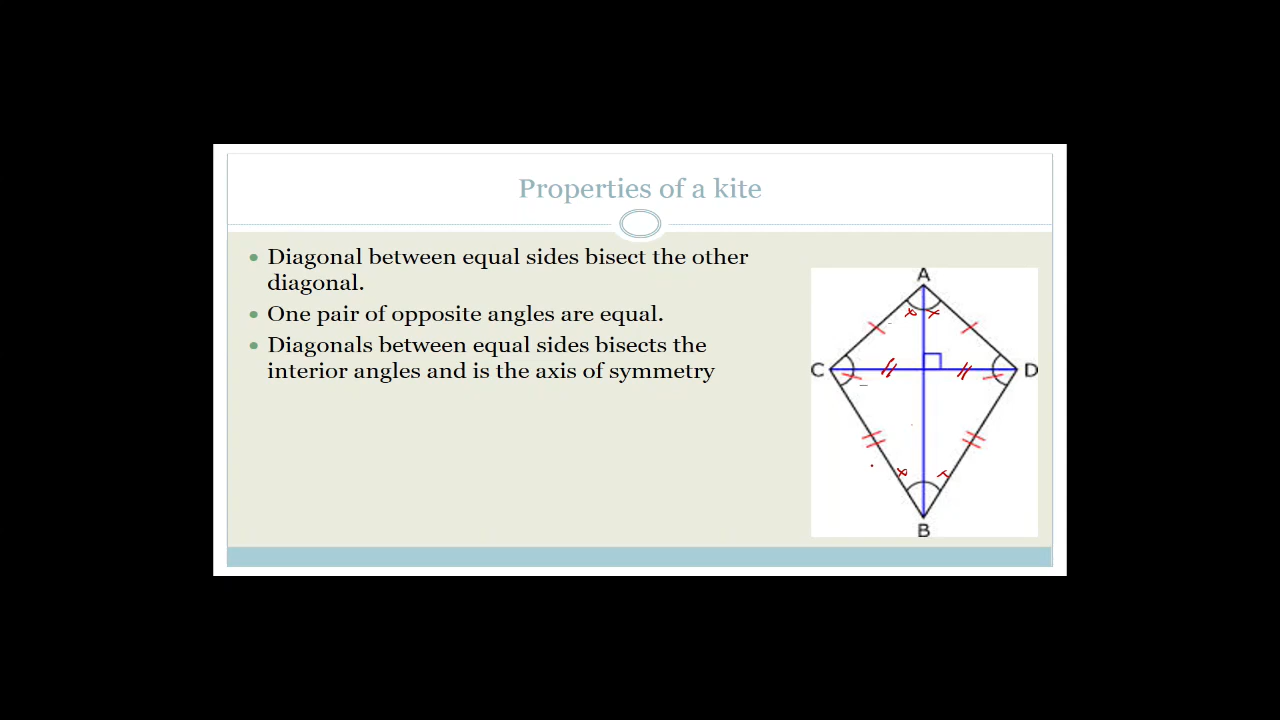 Properties of a kite
Diagonal between equal sides bisect the other
diagonal.
One pair of opposite angles are equal.
Diagonals between equal sides bisects the
interior angles and is the axis of symmetry
A
x x
C
D
x x
B